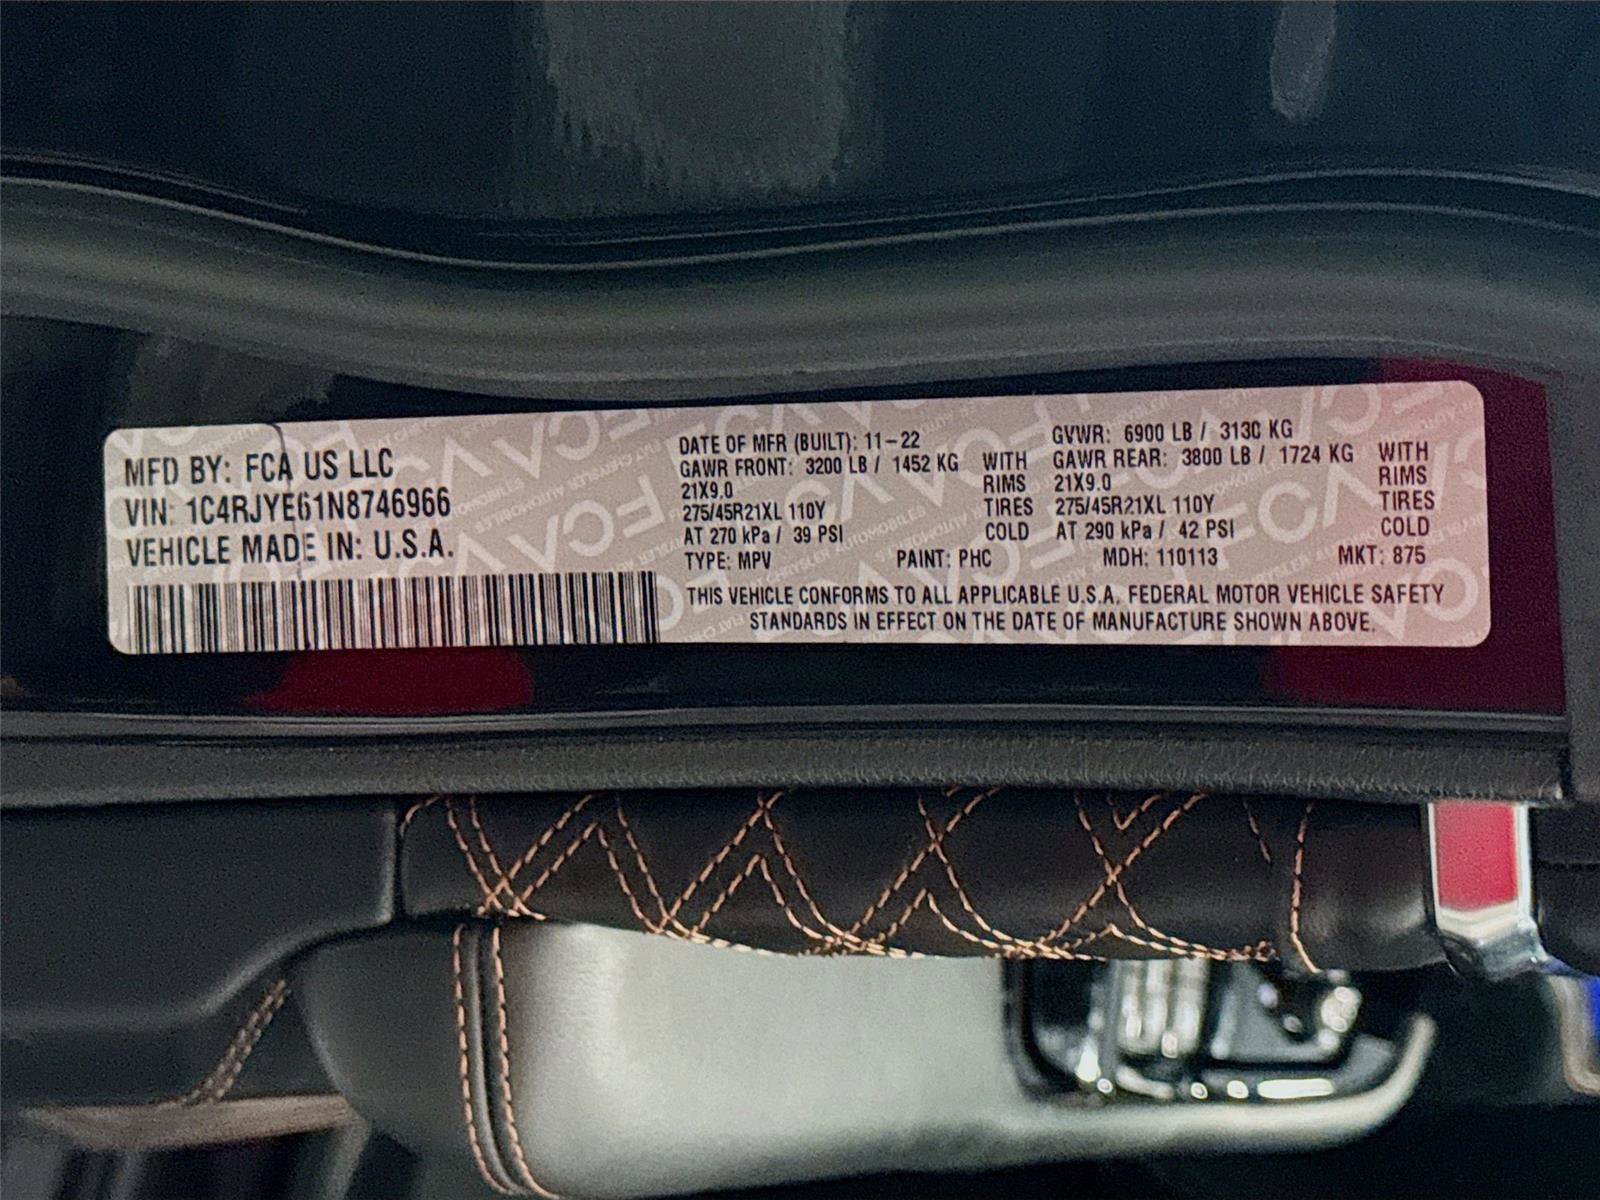 MFD BY: FCA US LLC
VIN: 1C4RJYE61N8746966
VEHICLE MADE IN: U.S.A.
DATE OF MFR (BUILT): 11-22
GAWR FRONT: 3200 LB / 1452 KG WITH
21X9.0 RIMS
275/45R21XL 110Y TIRES
AT 270 kPa / 39 PSI COLD
GVWR: 6900 LB / 3130 KG
GAWR REAR: 3800 LB / 1724 KG WITH
21X9.0 RIMS
275/45R21XL 110Y TIRES
AT 290 kPa / 42 PSI COLD
TYPE: MPV PAINT: PHC MDH: 110113 MKT: 875
THIS VEHICLE CONFORMS TO ALL APPLICABLE U.S.A. FEDERAL MOTOR VEHICLE SAFETY
STANDARDS IN EFFECT ON THE DATE OF MANUFACTURE SHOWN ABOVE.